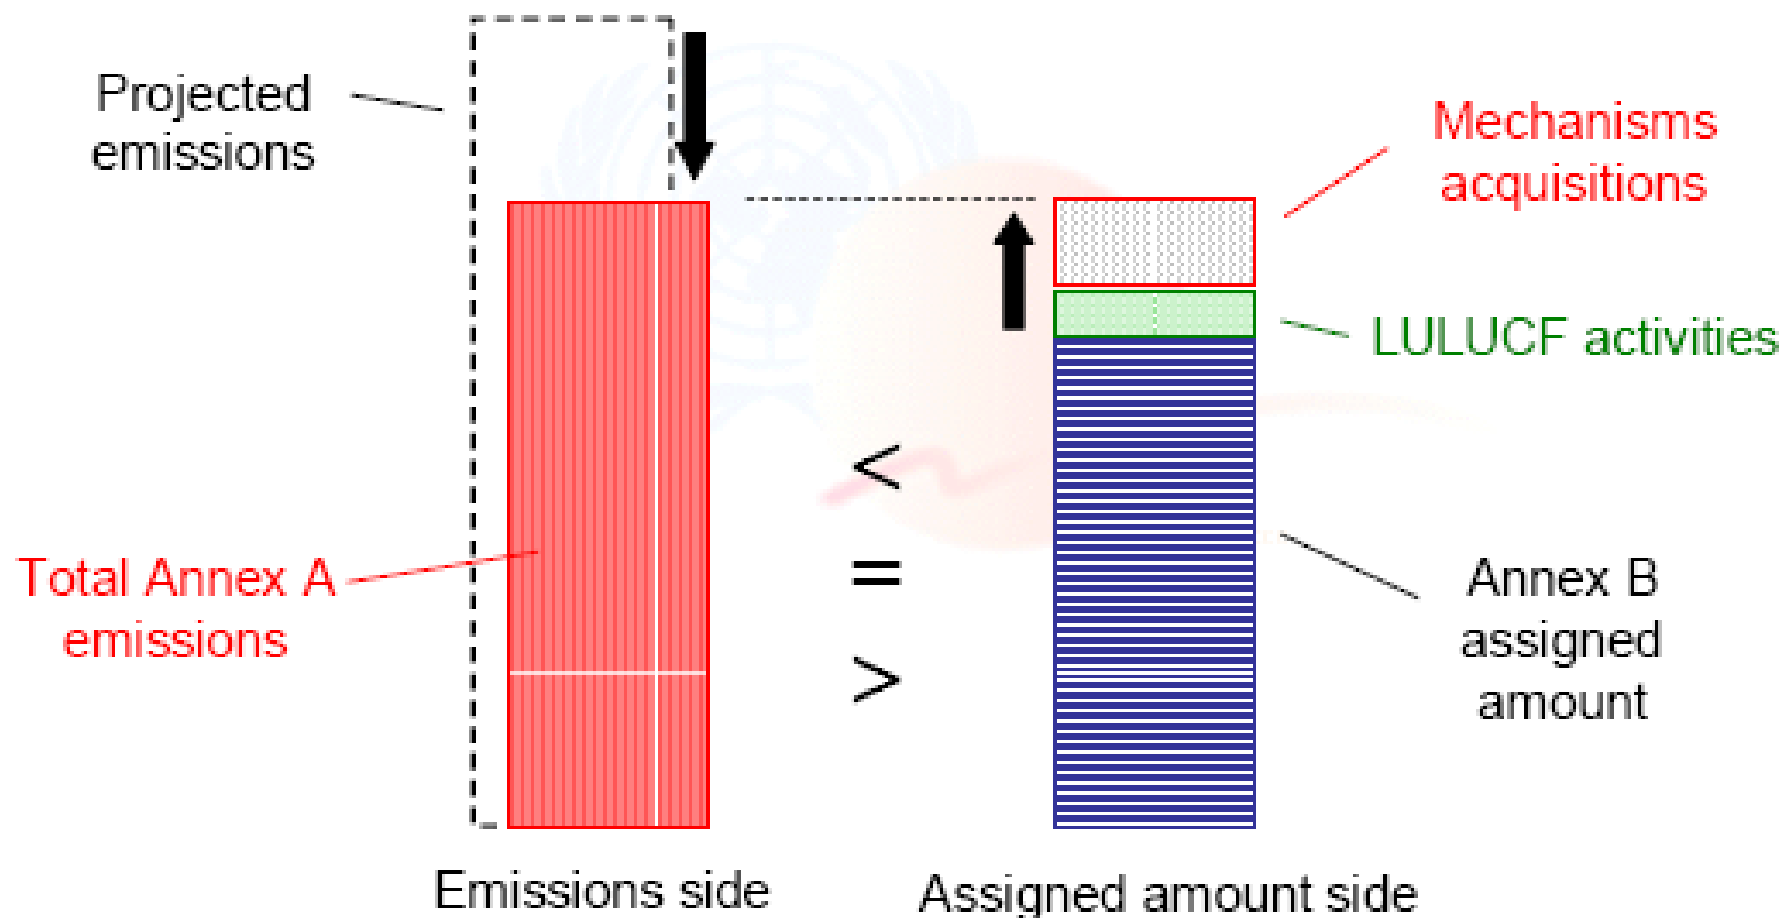 Projected
emissions
Mechanisms
acquisitions
LULUCF activities
<
=
>
Total Annex A
emissions
Annex B
assigned
amount
Emissions side
Assigned amount side